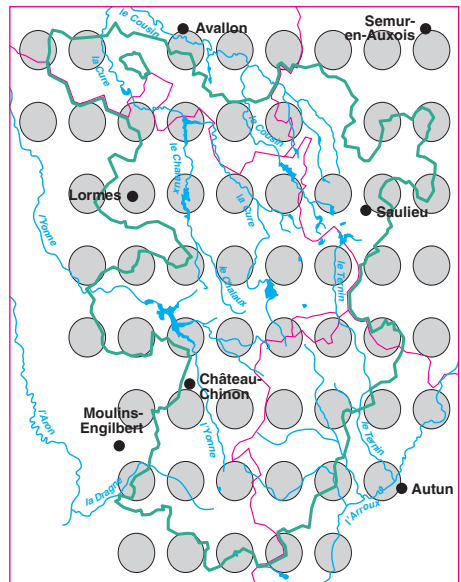 le Cousin
Avallon
Semur-
en-Auxois
la Cure
le Cousin
le Chalaux
Lormes
la Cure
Saulieu
l'Yonne
le Chalaux
le Ternin
Château-
Chinon
Moulins-
Engilbert
l'Aron
l'Yonne
le Ternin
la Dragne
Autun
l'Arroux